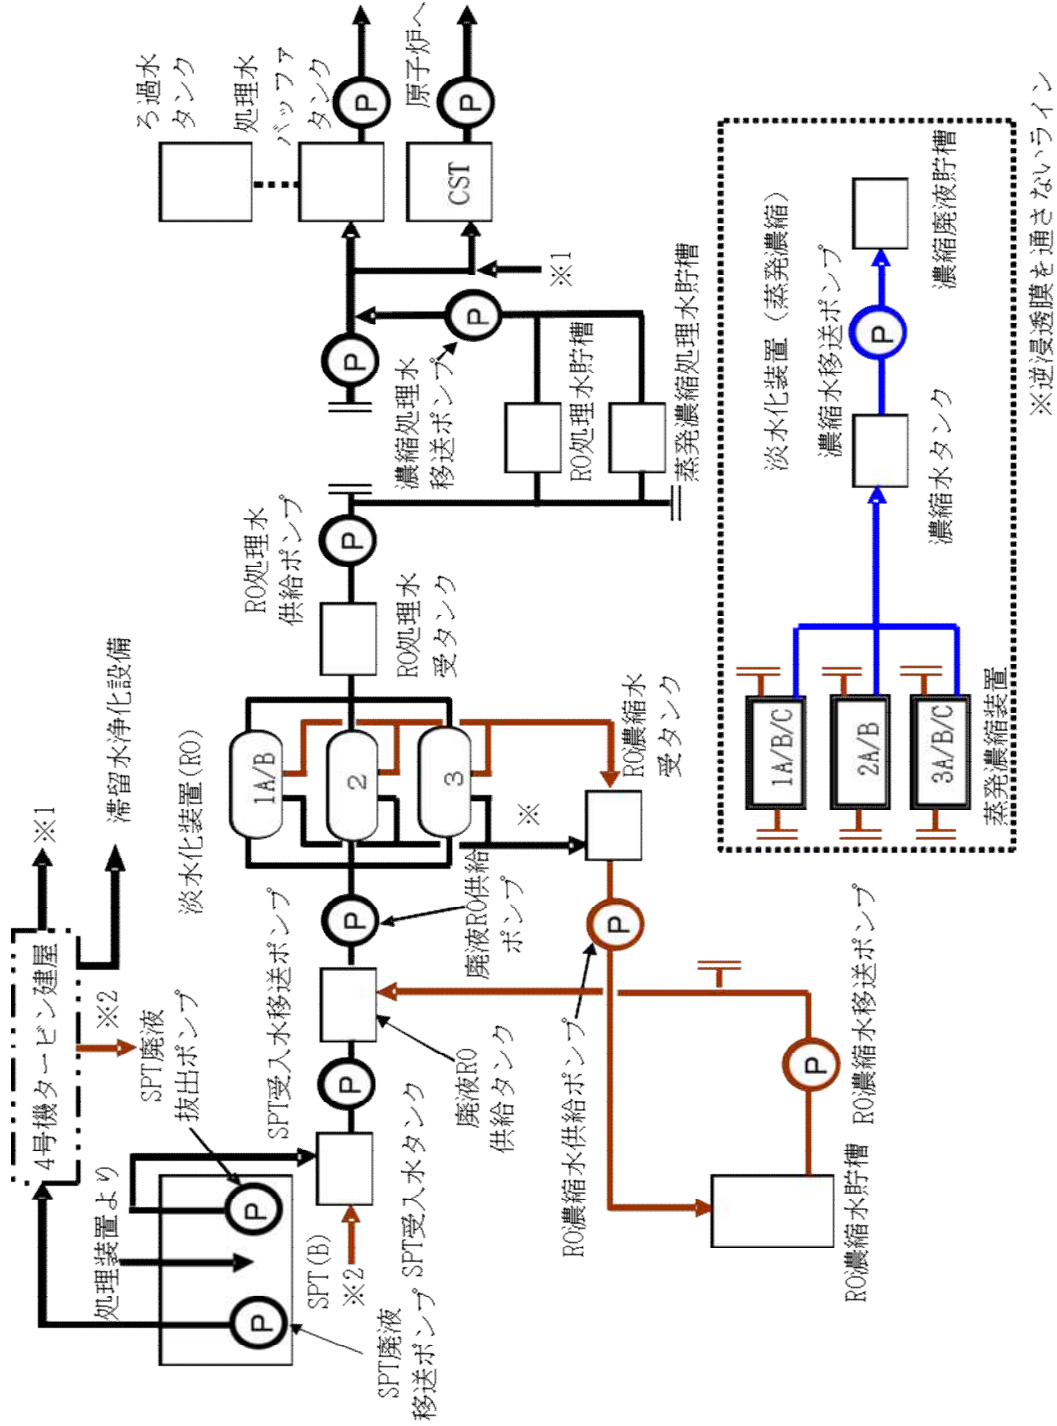 4号機タービン建屋
※1
滞留水浄化設備
※2
処理装置より
SPT廃液
抜出ポンプ
P
P
SPT(B)
SPT廃液
移送ポンプ
※2
SPT受入水タンク
SPT受入水移送ポンプ
P
廃液RO
供給タンク
P
廃液RO供給
ポンプ
淡水化装置(RO)
1A/B
2
3
※
RO処理水
受タンク
RO処理水
供給ポンプ
P
RO濃縮水
受タンク
P
RO濃縮水供給ポンプ
RO濃縮水貯槽
P
RO濃縮水移送ポンプ
RO処理水貯槽
蒸発濃縮処理水貯槽
濃縮処理水
移送ポンプ
P
P
※1
ろ過水
タンク
処理水
バッファ
タンク
P
CST
P
原子炉へ
淡水化装置（蒸発濃縮）
1A/B/C
2A/B
3A/B/C
蒸発濃縮装置
濃縮水タンク
濃縮水移送ポンプ
P
濃縮廃液貯槽
※逆浸透膜を通さないライン